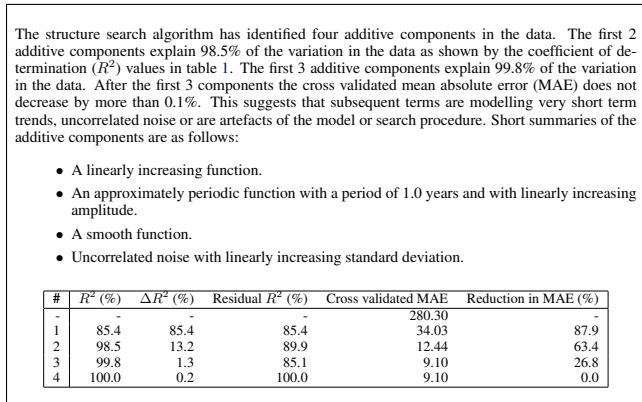 The structure search algorithm has identified four additive components in the data. The first 2
additive components explain 98.5% of the variation in the data as shown by the coefficient of de-
termination (R²) values in table 1. The first 3 additive components explain 99.8% of the variation
in the data. After the first 3 components the cross validated mean absolute error (MAE) does not
decrease by more than 0.1%. This suggests that subsequent terms are modelling very short term
trends, uncorrelated noise or are artefacts of the model or search procedure. Short summaries of the
additive components are as follows:
• A linearly increasing function.
• An approximately periodic function with a period of 1.0 years and with linearly increasing
amplitude.
• A smooth function.
• Uncorrelated noise with linearly increasing standard deviation.
# R² (%) ΔR² (%) Residual R² (%) Cross validated MAE Reduction in MAE (%)
- - - - 280.30 -
1 85.4 85.4 85.4 34.03 87.9
2 98.5 13.2 89.9 12.44 63.4
3 99.8 1.3 85.1 9.10 26.8
4 100.0 0.2 100.0 9.10 0.0